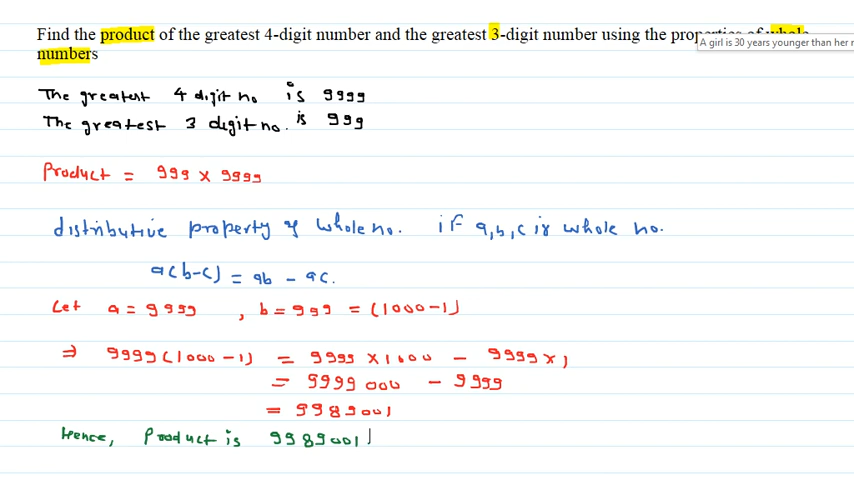 Find the product of the greatest 4-digit number and the greatest 3-digit number using the properties of whole
numbers
A girl is 30 years younger than her
The greatest 4 digit no is 9999
The greatest 3 digit no. is 999
Product = 999 × 9999
distributive property of whole no. if a, b, c is whole no.
a(b-c) = ab - ac.
Let a = 9999 , b = 999 = (1000-1)
⇒ 9999(1000-1) = 9999 × 1000 - 9999 × 1
= 9999000 - 9999
= 9989001
Hence, Product is 9989001